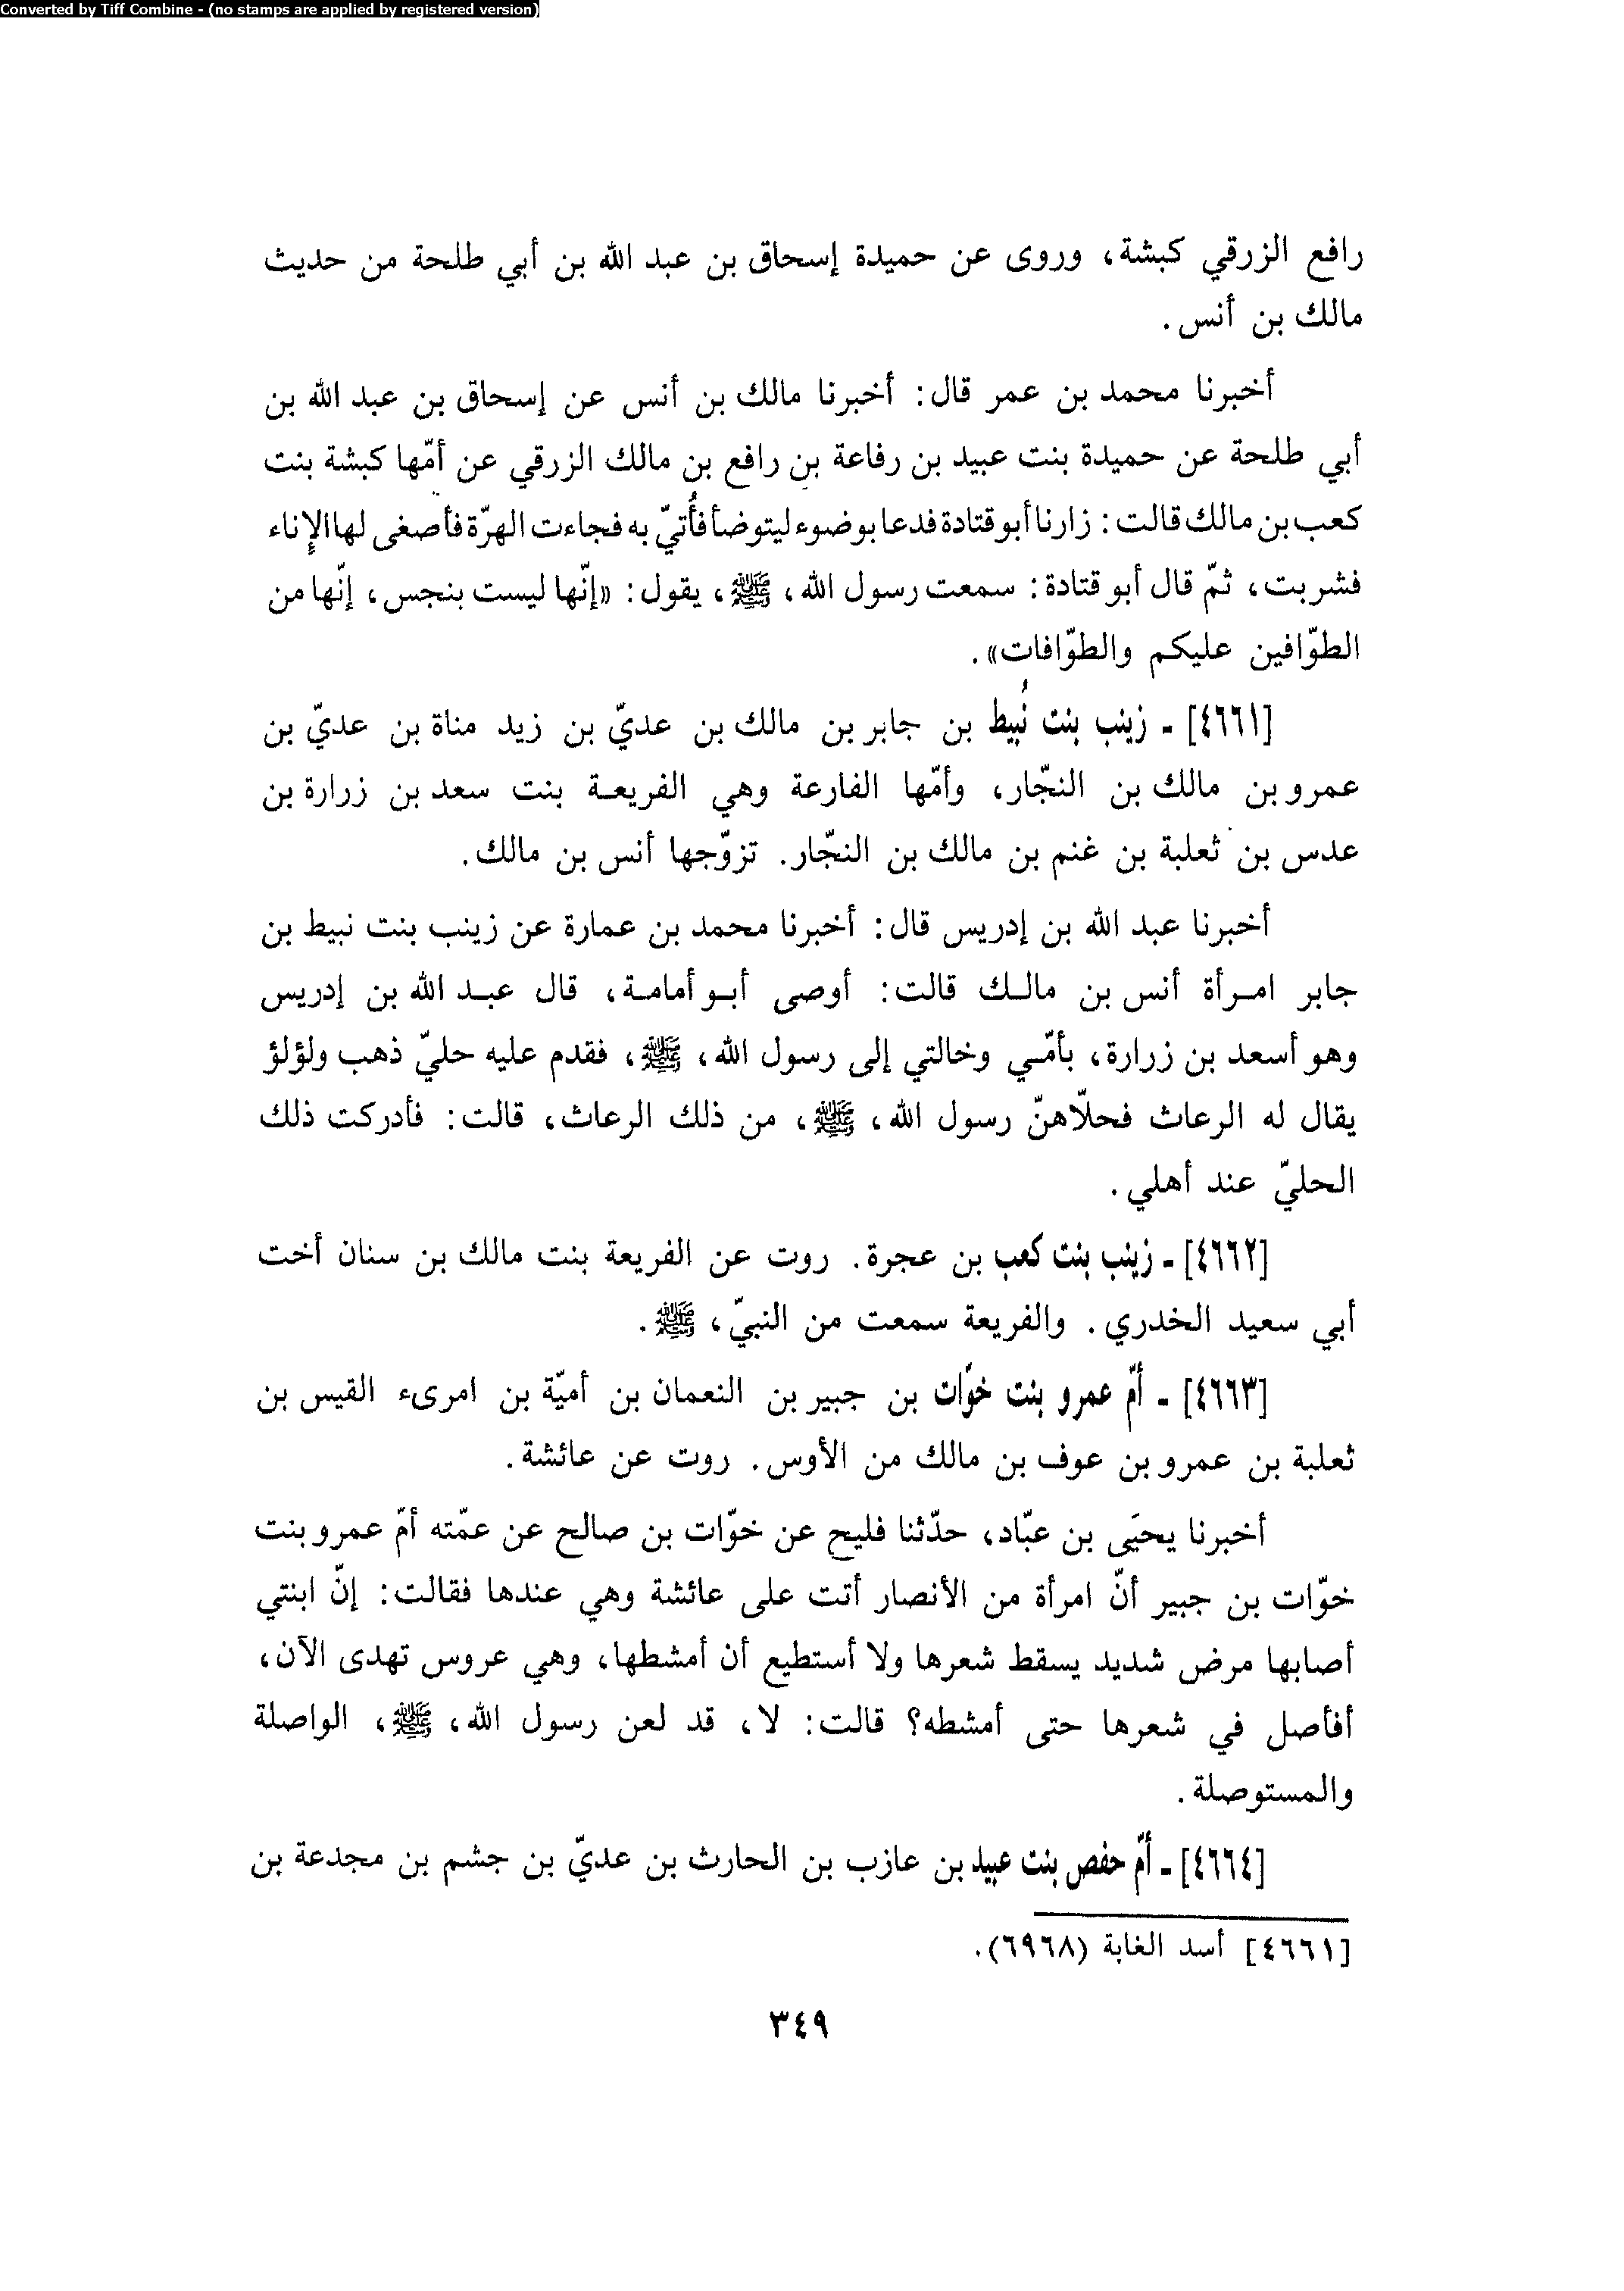 Converted by Tiff Combine - (no stamps are applied by registered version)
رافع الزرقي كبشة، وروى عن حميدة إسحاق بن عبد الله بن أبي طلحة من حديث
مالك بن أنس.
أخبرنا محمد بن عمر قال: أخبرنا مالك بن أنس عن إسحاق بن عبد الله بن
أبي طلحة عن حميدة بنت عبيد بن رفاعة بن رافع بن مالك الزرقي عن أمّها كبشة بنت
كعب بن مالك قالت: زارنا أبو قتادة فدعا بوضوء ليتوضأ فأُتيّ به فجاءت الهرّة فأصغى لها الإناء
فشربت، ثمّ قال أبو قتادة: سمعت رسول الله، ﷺ، يقول: «إنّها ليست بنجس، إنّها من
الطوّافين عليكم والطوّافات».
[٤٦٦١] - زينب بنت نُبيط بن جابر بن مالك بن عديّ بن زيد مناة بن عديّ بن
عمرو بن مالك بن النجّار، وأمّها الفارعة وهي الفريعة بنت سعد بن زرارة بن
عدس بن ثعلبة بن غنم بن مالك بن النجّار. تزوّجها أنس بن مالك.
أخبرنا عبد الله بن إدريس قال: أخبرنا محمد بن عمارة عن زينب بنت نبيط بن
جابر امرأة أنس بن مالك قالت: أوصى أبو أمامة، قال عبد الله بن إدريس
وهو أسعد بن زرارة، بأمّي وخالتي إلى رسول الله، ﷺ، فقدم عليه حليّ ذهب ولؤلؤ
يقال له الرعاث فحلّاهنّ رسول الله، ﷺ، من ذلك الرعاث، قالت: فأدركت ذلك
الحليّ عند أهلي.
[٤٦٦٢] - زينب بنت كعب بن عجرة. روت عن الفريعة بنت مالك بن سنان أخت
أبي سعيد الخدري. والفريعة سمعت من النبيّ، ﷺ.
[٤٦٦٣] - أمّ عمرو بنت خوّات بن جبير بن النعمان بن أميّة بن امرىء القيس بن
ثعلبة بن عمرو بن عوف بن مالك من الأوس. روت عن عائشة.
أخبرنا يحيَى بن عبّاد، حدّثنا فليح عن خوّات بن صالح عن عمّته أمّ عمرو بنت
خوّات بن جبير أنّ امرأة من الأنصار أتت على عائشة وهي عندها فقالت: إنّ ابنتي
أصابها مرض شديد يسقط شعرها ولا أستطيع أن أمشطها، وهي عروس تهدى الآن،
أفأصل في شعرها حتى أمشطه؟ قالت: لا، قد لعن رسول الله، ﷺ، الواصلة
والمستوصلة.
[٤٦٦٤] - أمّ حفص بنت عبيد بن عازب بن الحارث بن عديّ بن جشم بن مجدعة بن
[٤٦٦١] أسد الغابة (٦٩٦٨).
٣٤٩